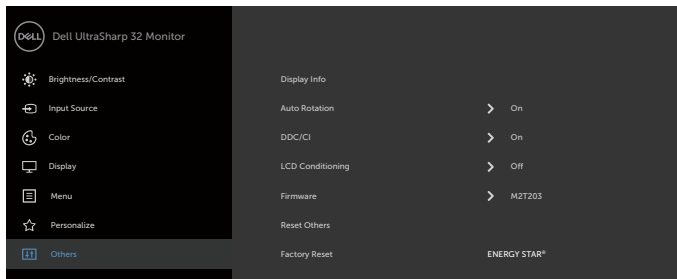 DELL Dell UltraSharp 32 Monitor
Brightness/Contrast Display Info
Input Source Auto Rotation On
Color DDC/CI On
Display LCD Conditioning Off
Menu Firmware M2T203
Personalize Reset Others
Others Factory Reset ENERGY STAR®